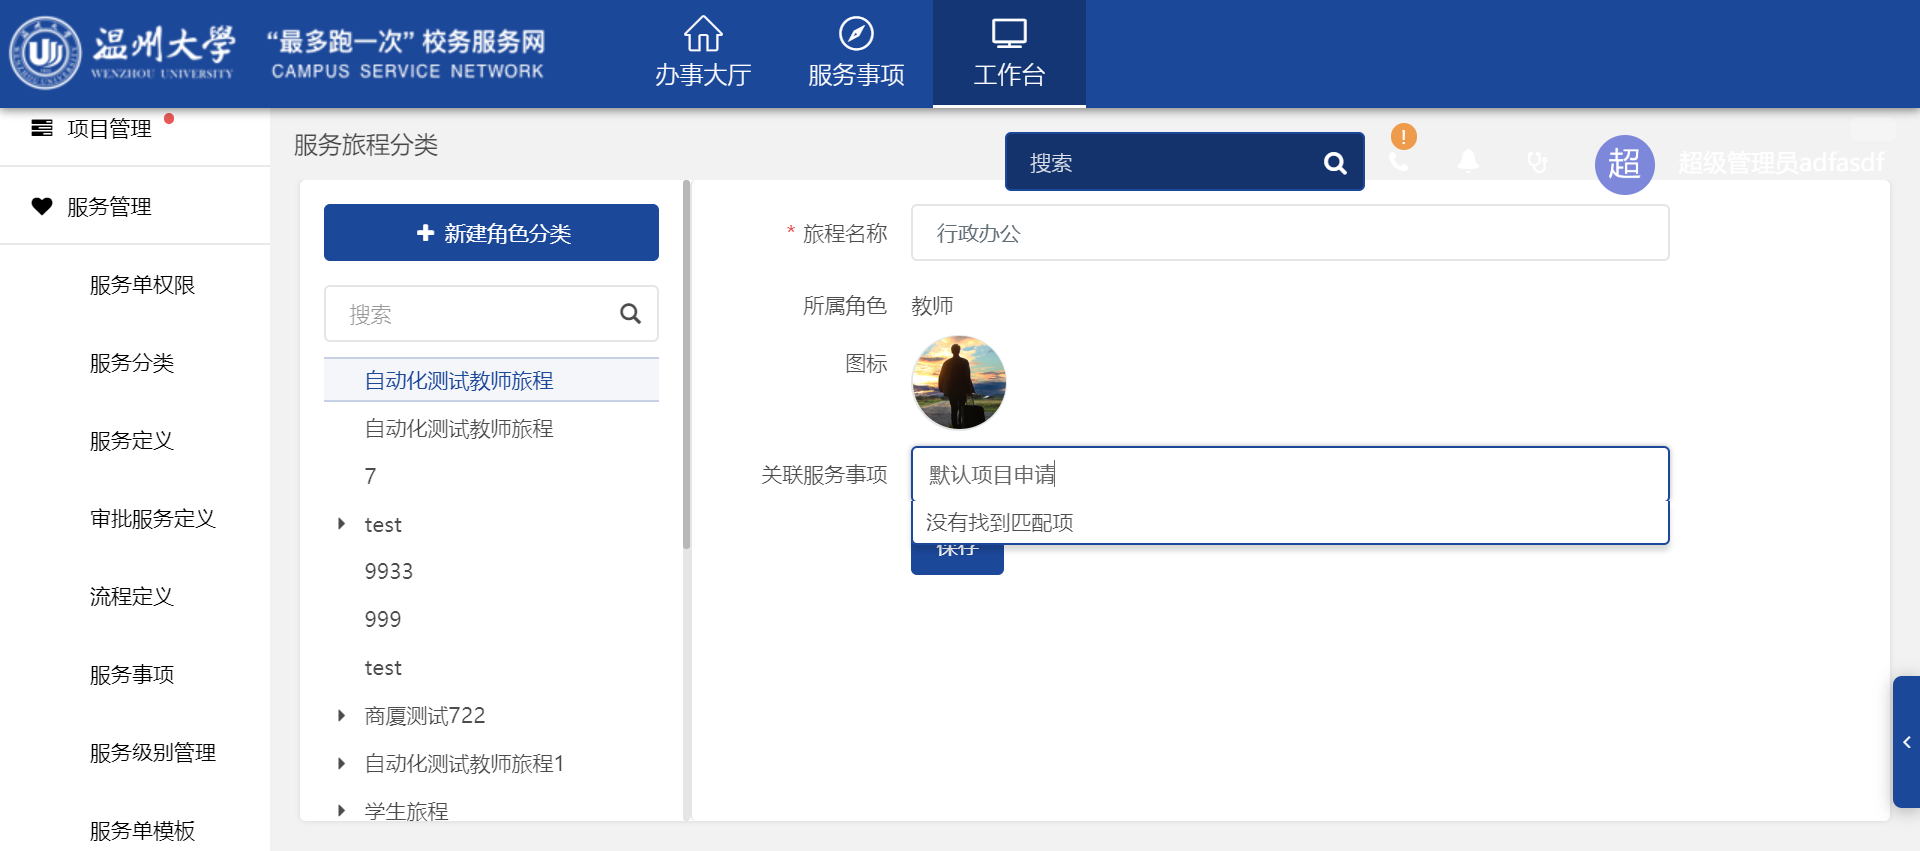 温州大学
WENZHOU UNIVERSITY
“最多跑一次” 校务服务网
CAMPUS SERVICE NETWORK
办事大厅
服务事项
工作台
项目管理
服务管理
服务单权限
服务分类
服务定义
审批服务定义
流程定义
服务事项
服务级别管理
服务单模板
服务旅程分类
搜索
!
超
超级管理员adfasdf
新建角色分类
搜索
自动化测试教师旅程
自动化测试教师旅程
7
test
9933
999
test
商厦测试722
自动化测试教师旅程1
学生旅程
* 旅程名称
行政办公
所属角色
教师
图标
关联服务事项
默认项目申请
没有找到匹配项
保存